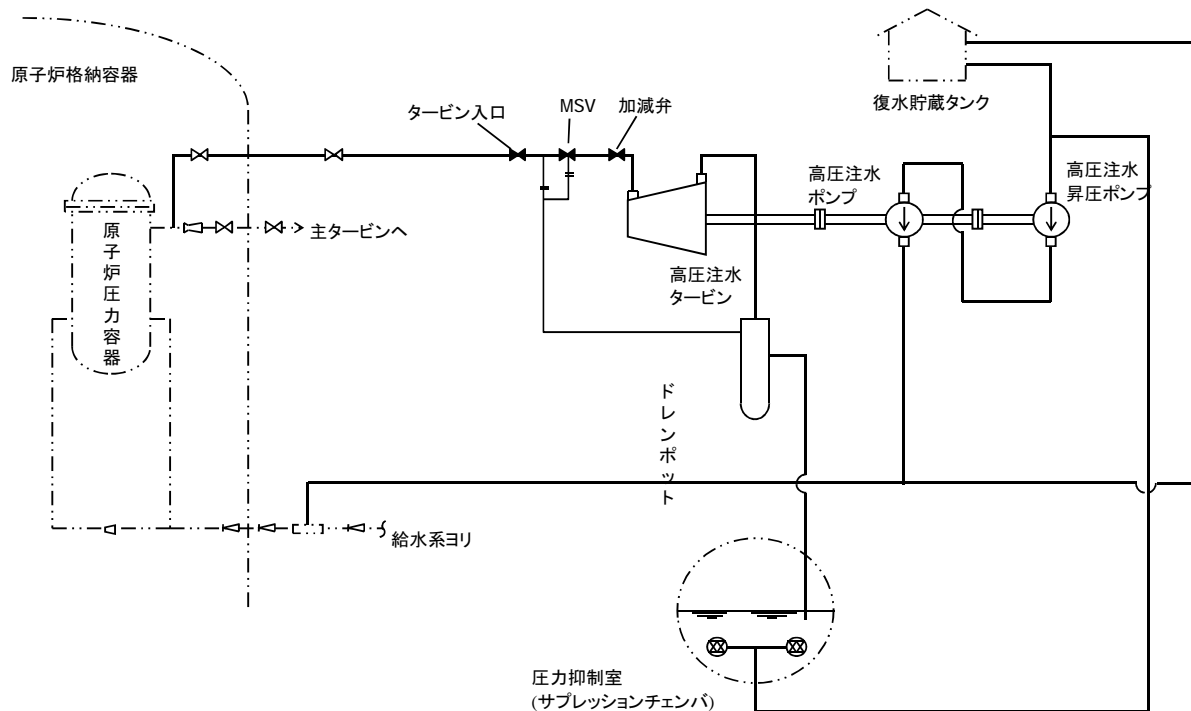 原子炉格納容器
タービン入口
MSV
加減弁
復水貯蔵タンク
高圧注水
ポンプ
高圧注水
昇圧ポンプ
主タービンへ
原子炉圧力容器
高圧注水
タービン
ドレンポット
給水系ヨリ
圧力抑制室
(サプレッションチェンバ)